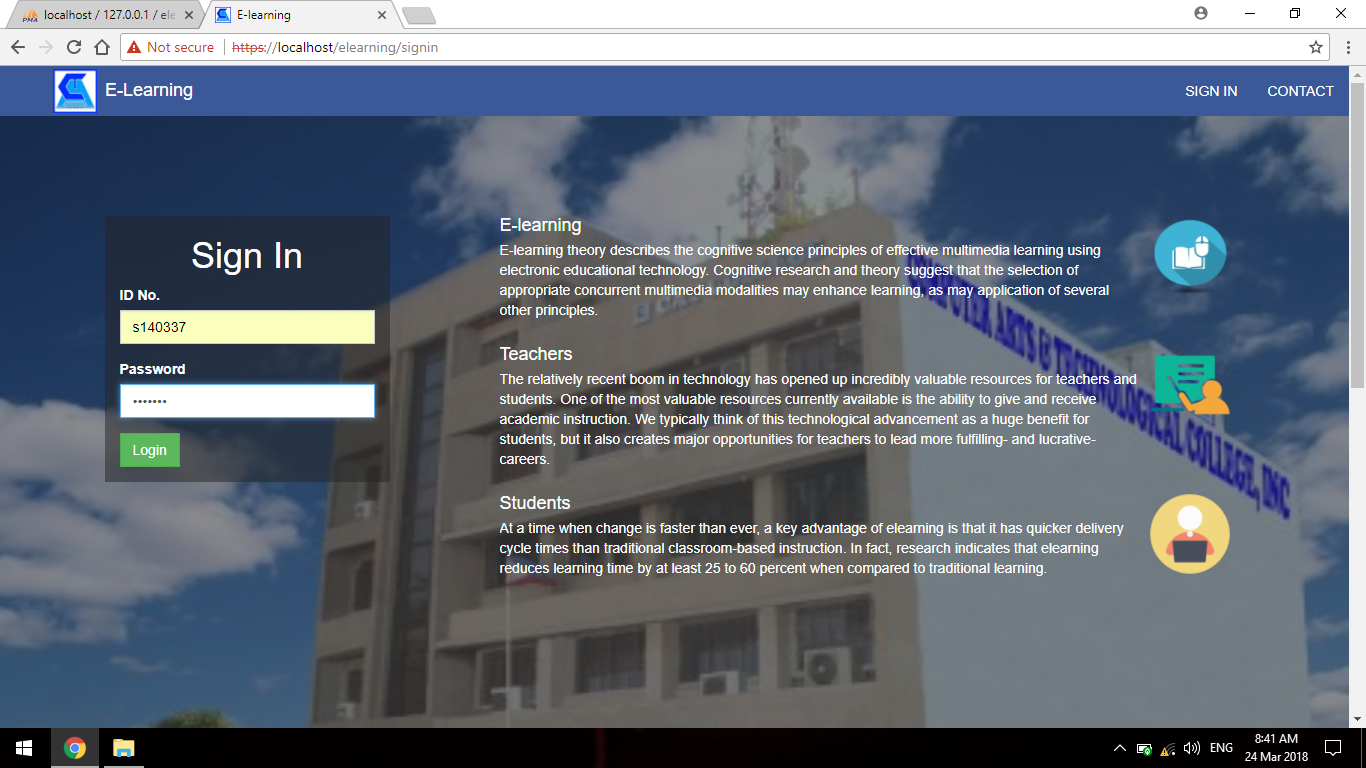 localhost / 127.0.0.1 / ele
E-learning
Not secure
https://localhost/elearning/signin
E-Learning
SIGN IN
CONTACT
Sign In
ID No.
s140337
Password
•••••••
Login
E-learning
E-learning theory describes the cognitive science principles of effective multimedia learning using
electronic educational technology. Cognitive research and theory suggest that the selection of
appropriate concurrent multimedia modalities may enhance learning, as may application of several
other principles.
Teachers
The relatively recent boom in technology has opened up incredibly valuable resources for teachers and
students. One of the most valuable resources currently available is the ability to give and receive
academic instruction. We typically think of this technological advancement as a huge benefit for
students, but it also creates major opportunities for teachers to lead more fulfilling- and lucrative-
careers.
Students
At a time when change is faster than ever, a key advantage of elearning is that it has quicker delivery
cycle times than traditional classroom-based instruction. In fact, research indicates that elearning
reduces learning time by at least 25 to 60 percent when compared to traditional learning.
COMPUTER ARTS & TECHNOLOGICAL COLLEGE, INC
ENG
8:41 AM
24 Mar 2018